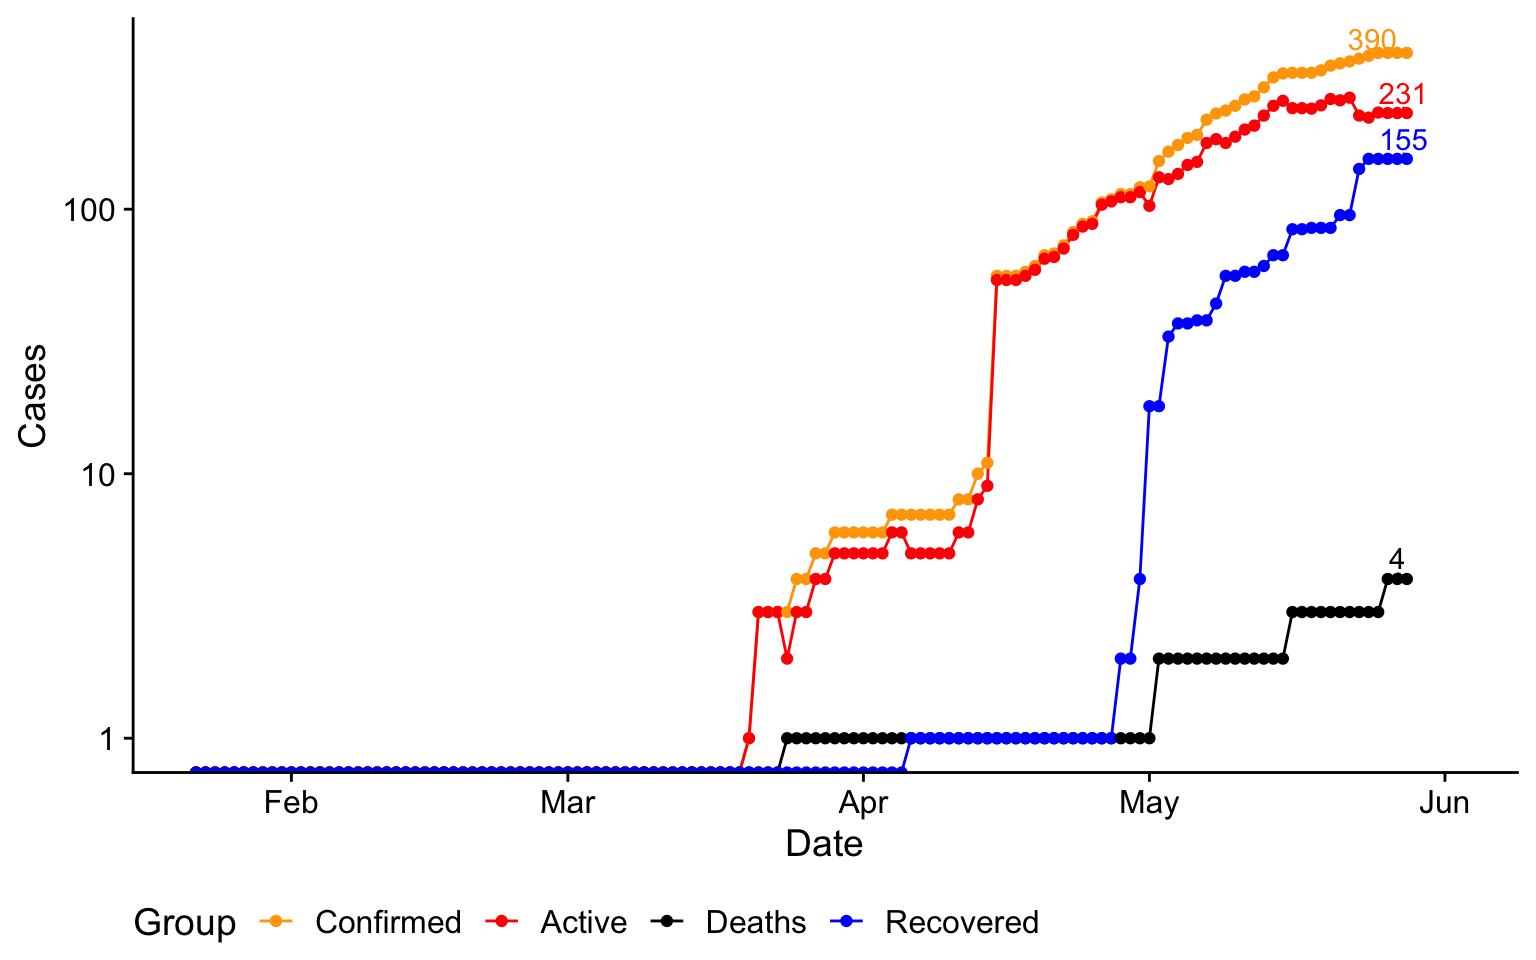 390
231
155
100
Cases
10
4
1
Feb Mar Apr May Jun
Date
Group Confirmed Active Deaths Recovered